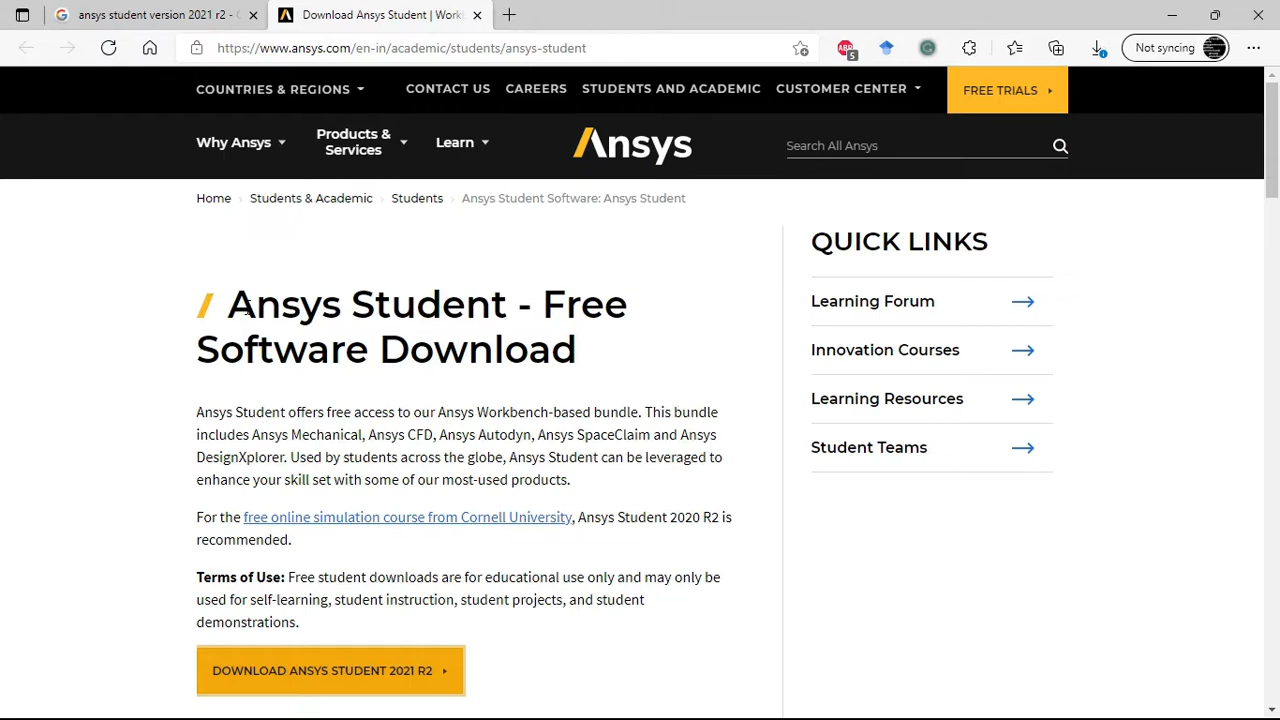 ansys student version 2021 r2 -
Download Ansys Student | Work
https://www.ansys.com/en-in/academic/students/ansys-student
ABP
5
G
Not syncing
COUNTRIES & REGIONS
CONTACT US
CAREERS
STUDENTS AND ACADEMIC
CUSTOMER CENTER
FREE TRIALS
Why Ansys
Products &
Services
Learn
Ansys
Search All Ansys
Home
Students & Academic
Students
Ansys Student Software: Ansys Student
Ansys Student - Free
Software Download
Ansys Student offers free access to our Ansys Workbench-based bundle. This bundle
includes Ansys Mechanical, Ansys CFD, Ansys Autodyn, Ansys SpaceClaim and Ansys
DesignXplorer. Used by students across the globe, Ansys Student can be leveraged to
enhance your skill set with some of our most-used products.
For the free online simulation course from Cornell University, Ansys Student 2020 R2 is
recommended.
Terms of Use: Free student downloads are for educational use only and may only be
used for self-learning, student instruction, student projects, and student
demonstrations.
DOWNLOAD ANSYS STUDENT 2021 R2
QUICK LINKS
Learning Forum
Innovation Courses
Learning Resources
Student Teams